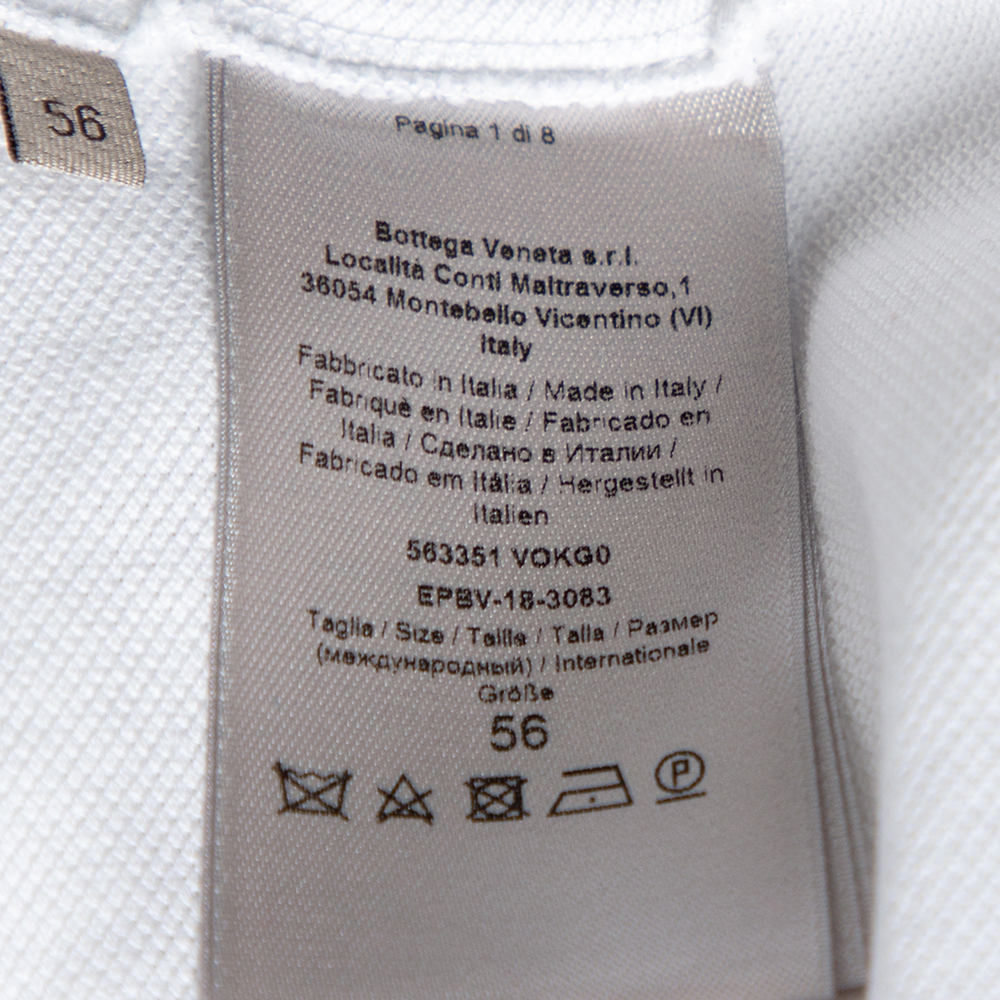 56
Pagina 1 di 8
Bottega Veneta s.r.l.
Località Conti Maltraverso,1
36054 Montebello Vicentino (VI)
Italy
Fabbricato in Italia / Made in Italy /
Fabriquè en Italie / Fabricado en
Italia / Сделано в Италии /
Fabricado em Itália / Hergestellt in
Italien
563351 VOKG0
EPBV-18-3083
Taglia / Size / Taille / Talla / Размер
(международный) / Internationale
Größe
56
P